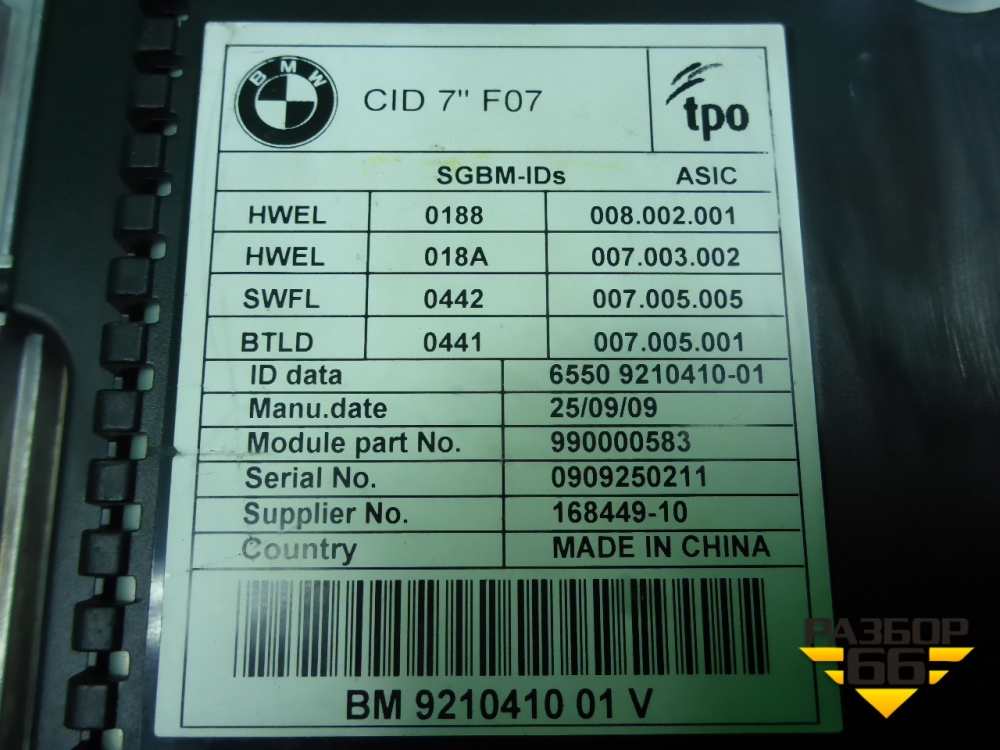 BMW
CID 7" F07
tpo
SGBM-IDs ASIC
HWEL 0188 008.002.001
HWEL 018A 007.003.002
SWFL 0442 007.005.005
BTLD 0441 007.005.001
ID data 6550 9210410-01
Manu.date 25/09/09
Module part No. 990000583
Serial No. 0909250211
Supplier No. 168449-10
Country MADE IN CHINA
BM 9210410 01 V
РАЗБОР
66